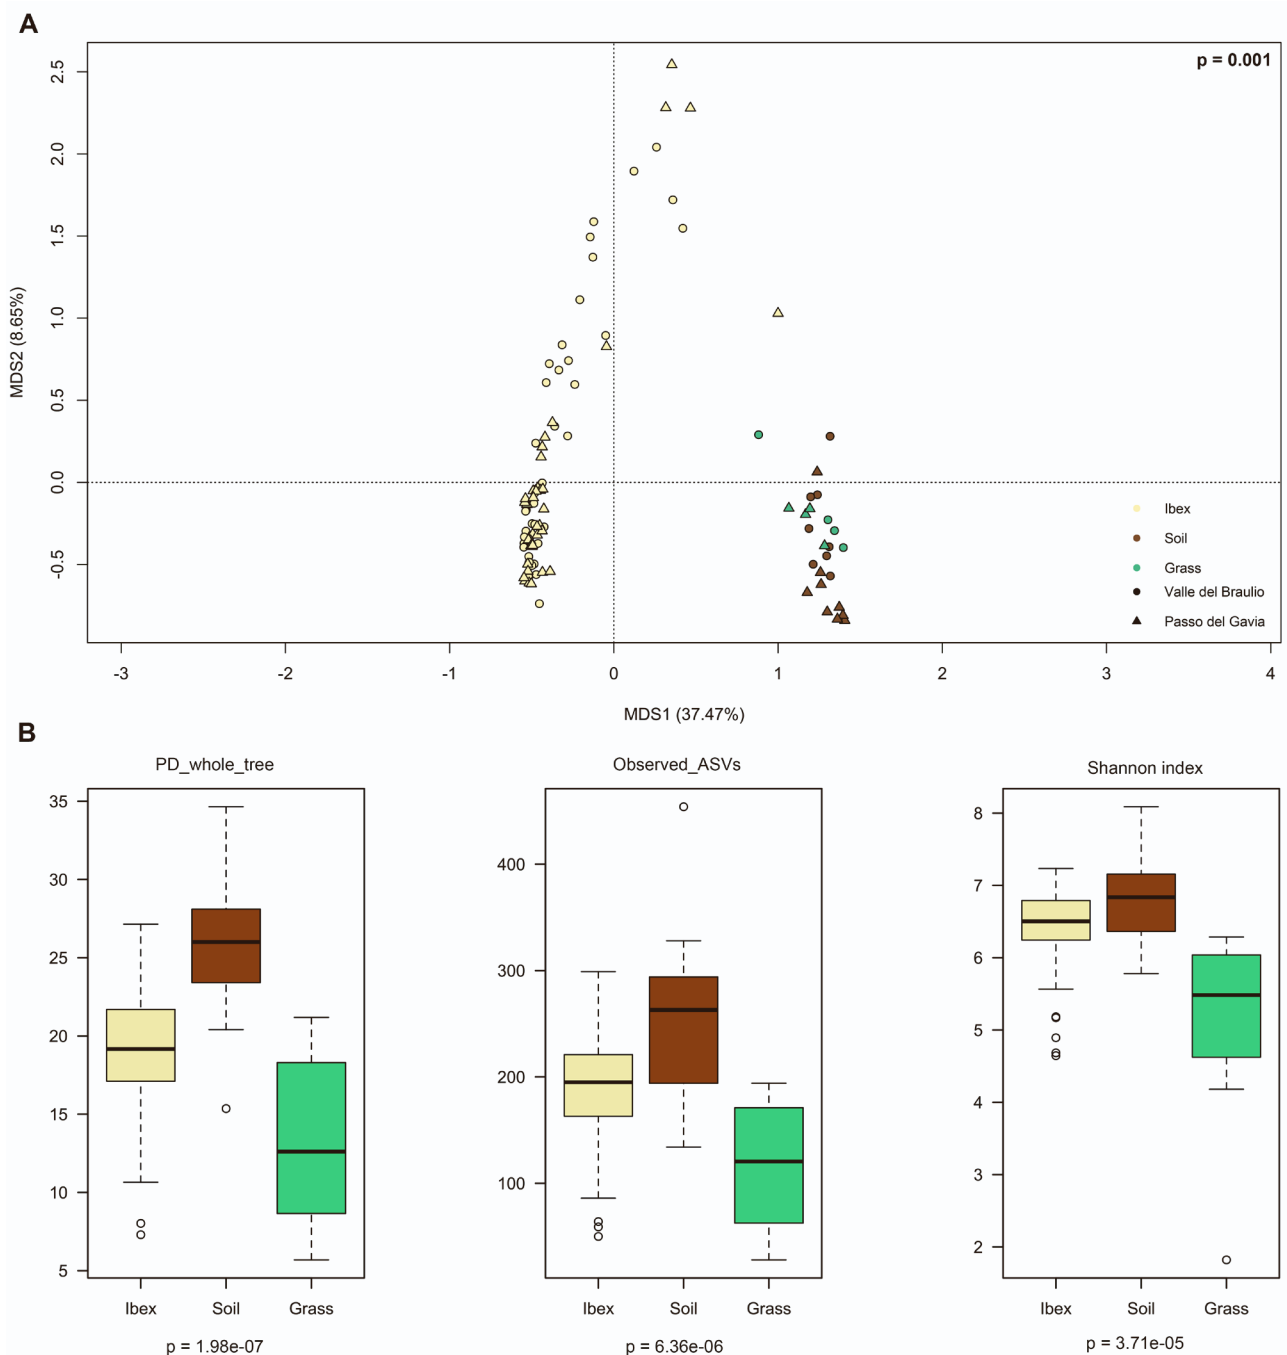 A
p = 0.001
2.5
2.0
1.5
1.0
0.5
0.0
-0.5
MDS2 (8.65%)
Ibex
Soil
Grass
Valle del Braulio
Passo del Gavia
-3 -2 -1 0 1 2 3 4
MDS1 (37.47%)
B
PD_whole_tree
35
30
25
20
15
10
5
Ibex Soil Grass
p = 1.98e-07
Observed_ASVs
400
300
200
100
Ibex Soil Grass
p = 6.36e-06
Shannon index
8
7
6
5
4
3
2
Ibex Soil Grass
p = 3.71e-05